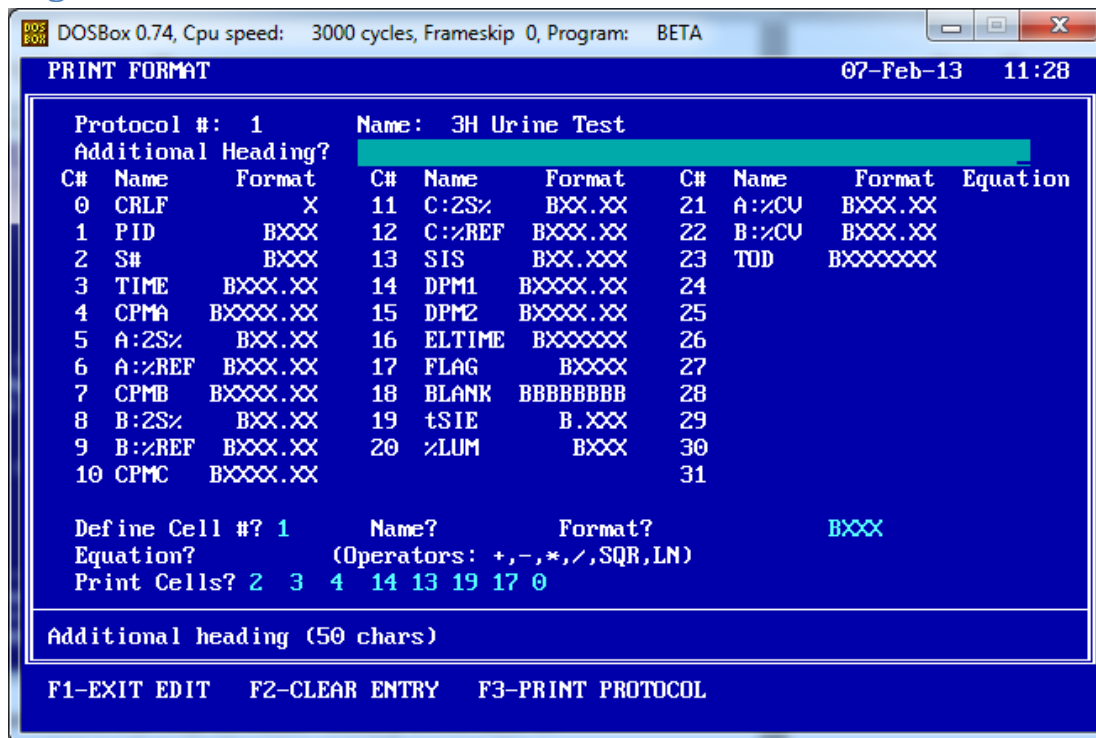 DOSBox 0.74, Cpu speed: 3000 cycles, Frameskip 0, Program: BETA
PRINT FORMAT 07-Feb-13 11:28
Protocol #: 1 Name: 3H Urine Test
Additional Heading?
C# Name Format C# Name Format C# Name Format Equation
0 CRLF X 11 C:2S% BXX.XX 21 A:%CV BXXX.XX
1 PID BXXX 12 C:%REF BXXX.XX 22 B:%CV BXXX.XX
2 S# BXXX 13 SIS BXX.XXX 23 TOD BXXXXXXX
3 TIME BXXX.XX 14 DPM1 BXXXX.XX 24
4 CPMA BXXXX.XX 15 DPM2 BXXXX.XX 25
5 A:2S% BXX.XX 16 ELTIME BXXXXXX 26
6 A:%REF BXXX.XX 17 FLAG BXXXX 27
7 CPMB BXXXX.XX 18 BLANK BBBBBBBB 28
8 B:2S% BXX.XX 19 tSIE B.XXX 29
9 B:%REF BXXX.XX 20 %LUM BXXX 30
10 CPMC BXXXX.XX 31
Define Cell #? 1 Name? Format? BXXX
Equation? (Operators: +,-,*,/,SQR,LN)
Print Cells? 2 3 4 14 13 19 17 0
Additional heading (50 chars)
F1-EXIT EDIT F2-CLEAR ENTRY F3-PRINT PROTOCOL